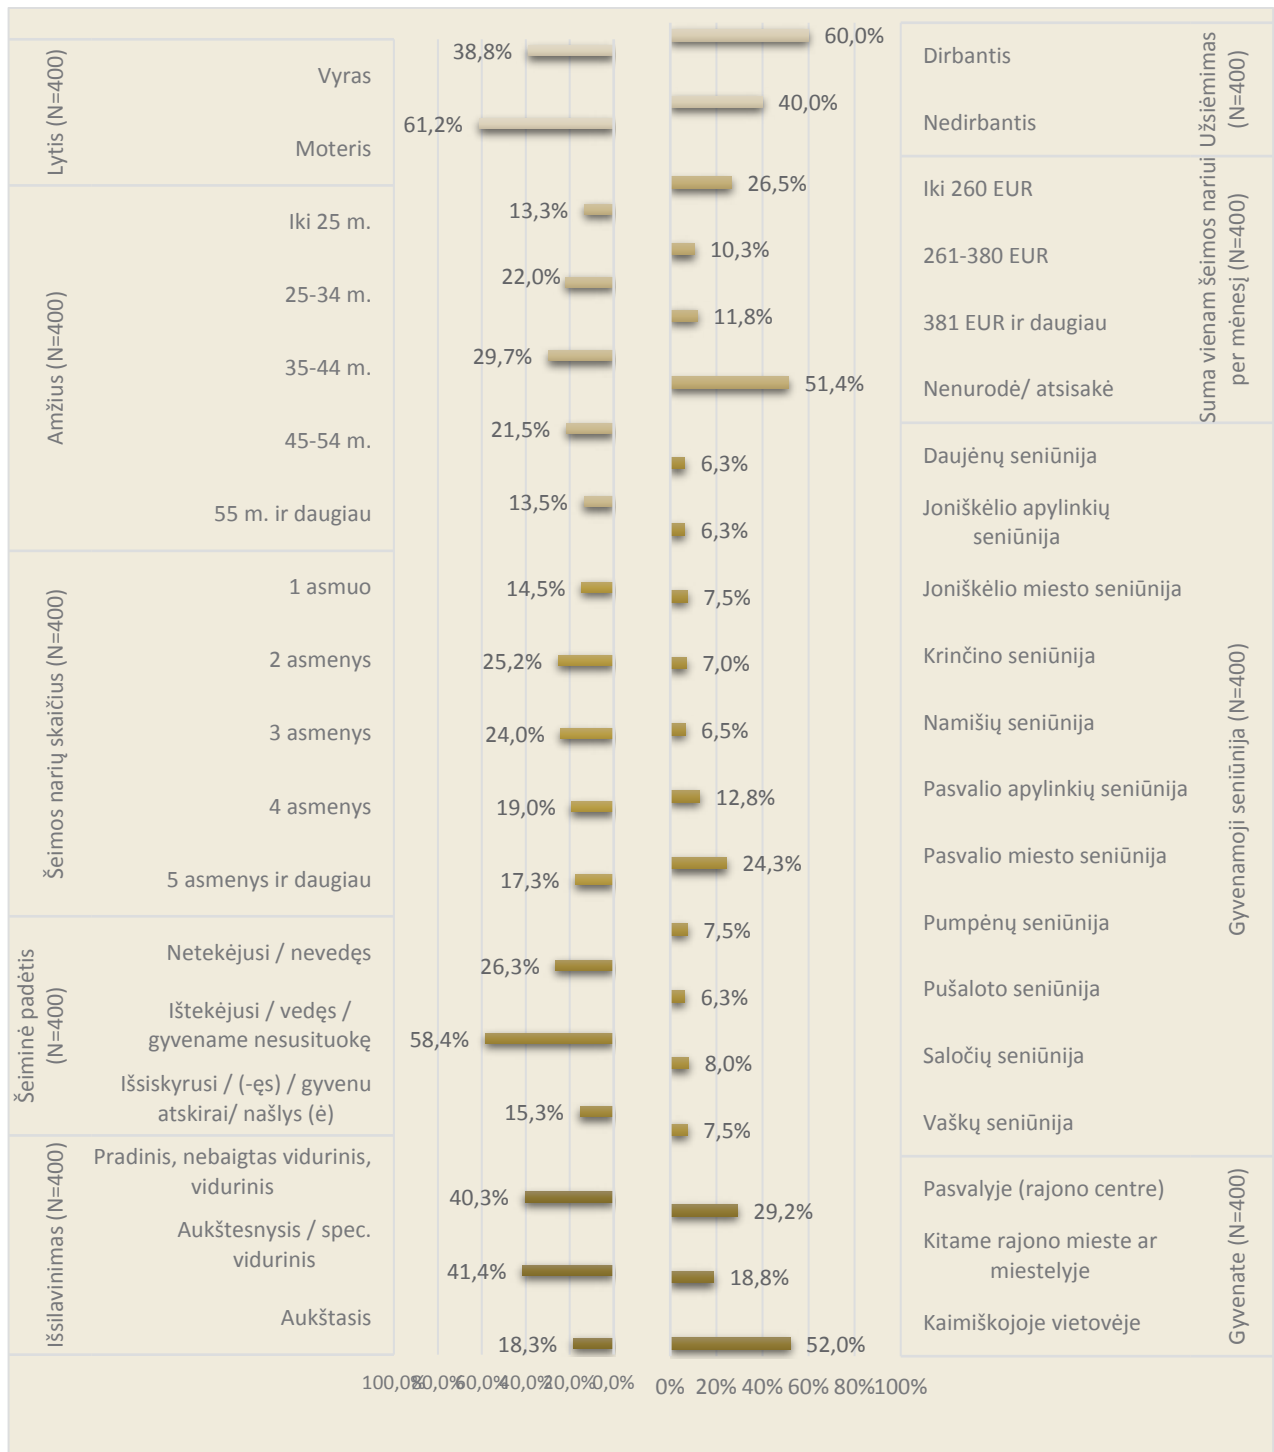 Lytis (N=400)
Vyras
38,8%
Moteris
61,2%
Amžius (N=400)
Iki 25 m.
13,3%
25-34 m.
22,0%
35-44 m.
29,7%
45-54 m.
21,5%
55 m. ir daugiau
13,5%
Šeimos narių skaičius (N=400)
1 asmuo
14,5%
2 asmenys
25,2%
3 asmenys
24,0%
4 asmenys
19,0%
5 asmenys ir daugiau
17,3%
Šeiminė padėtis
(N=400)
Netekėjusi / nevedęs
26,3%
Ištekėjusi / vedęs /
gyvename nesusituokę
58,4%
Išsiskyrusi / (-ęs) / gyvenu
atskirai/ našlys (ė)
15,3%
Išsilavinimas (N=400)
Pradinis, nebaigtas vidurinis,
vidurinis
40,3%
Aukštesnysis / spec.
vidurinis
41,4%
Aukštasis
18,3%
100,0% 80,0% 60,0% 40,0% 20,0% 0,0%
60,0%
Dirbantis
40,0%
Nedirbantis
Užsiėmimas
(N=400)
26,5%
Iki 260 EUR
10,3%
261-380 EUR
11,8%
381 EUR ir daugiau
51,4%
Nenurodė/ atsisakė
Suma vienam šeimos nariui
per mėnesį (N=400)
6,3%
Daujėnų seniūnija
6,3%
Joniškėlio apylinkių
seniūnija
7,5%
Joniškėlio miesto seniūnija
7,0%
Krinčino seniūnija
6,5%
Namišių seniūnija
12,8%
Pasvalio apylinkių seniūnija
24,3%
Pasvalio miesto seniūnija
7,5%
Pumpėnų seniūnija
6,3%
Pušaloto seniūnija
8,0%
Saločių seniūnija
7,5%
Vaškų seniūnija
Gyvenamoji seniūnija (N=400)
29,2%
Pasvalyje (rajono centre)
18,8%
Kitame rajono mieste ar
miestelyje
52,0%
Kaimiškojoje vietovėje
Gyvenate (N=400)
0% 20% 40% 60% 80% 100%